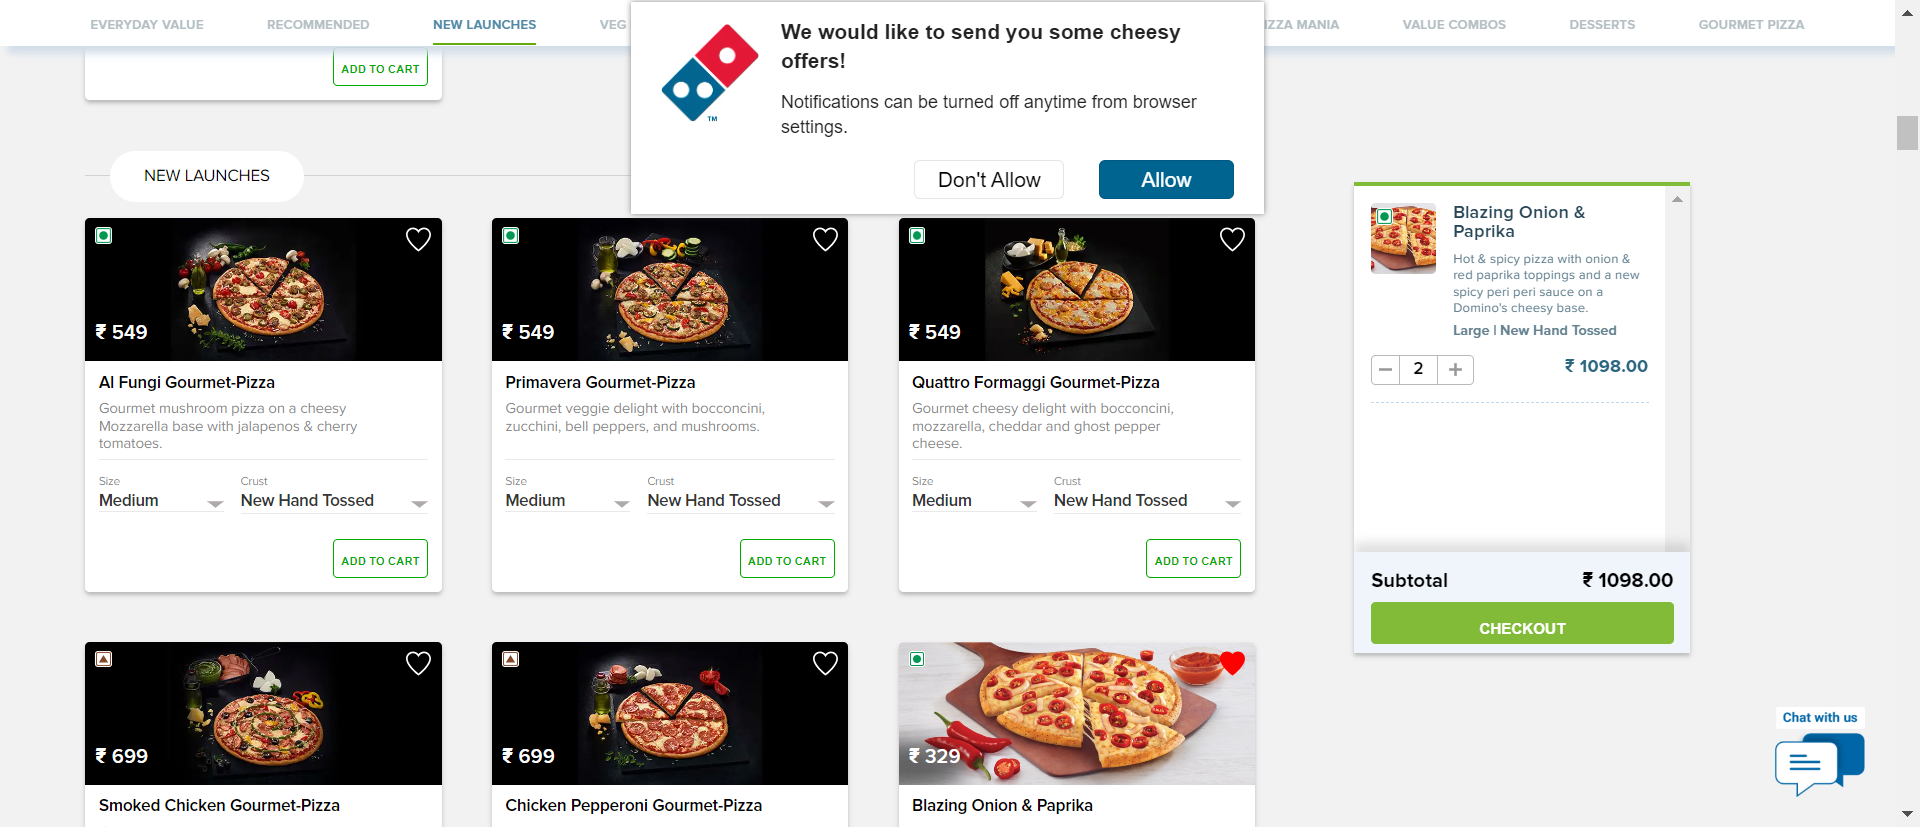 EVERYDAY VALUE
RECOMMENDED
NEW LAUNCHES
VEG
IZZA MANIA
VALUE COMBOS
DESSERTS
GOURMET PIZZA
We would like to send you some cheesy
offers!
Notifications can be turned off anytime from browser
settings.
Don't Allow
Allow
TM
ADD TO CART
NEW LAUNCHES
₹ 549
Al Fungi Gourmet-Pizza
Gourmet mushroom pizza on a cheesy
Mozzarella base with jalapenos & cherry
tomatoes.
Size
Medium
Crust
New Hand Tossed
ADD TO CART
₹ 549
Primavera Gourmet-Pizza
Gourmet veggie delight with bocconcini,
zucchini, bell peppers, and mushrooms.
Size
Medium
Crust
New Hand Tossed
ADD TO CART
₹ 549
Quattro Formaggi Gourmet-Pizza
Gourmet cheesy delight with bocconcini,
mozzarella, cheddar and ghost pepper
cheese.
Size
Medium
Crust
New Hand Tossed
ADD TO CART
₹ 699
Smoked Chicken Gourmet-Pizza
₹ 699
Chicken Pepperoni Gourmet-Pizza
₹ 329
Blazing Onion & Paprika
Blazing Onion &
Paprika
Hot & spicy pizza with onion &
red paprika toppings and a new
spicy peri peri sauce on a
Domino's cheesy base.
Large | New Hand Tossed
2
₹ 1098.00
Subtotal
₹ 1098.00
CHECKOUT
Chat with us